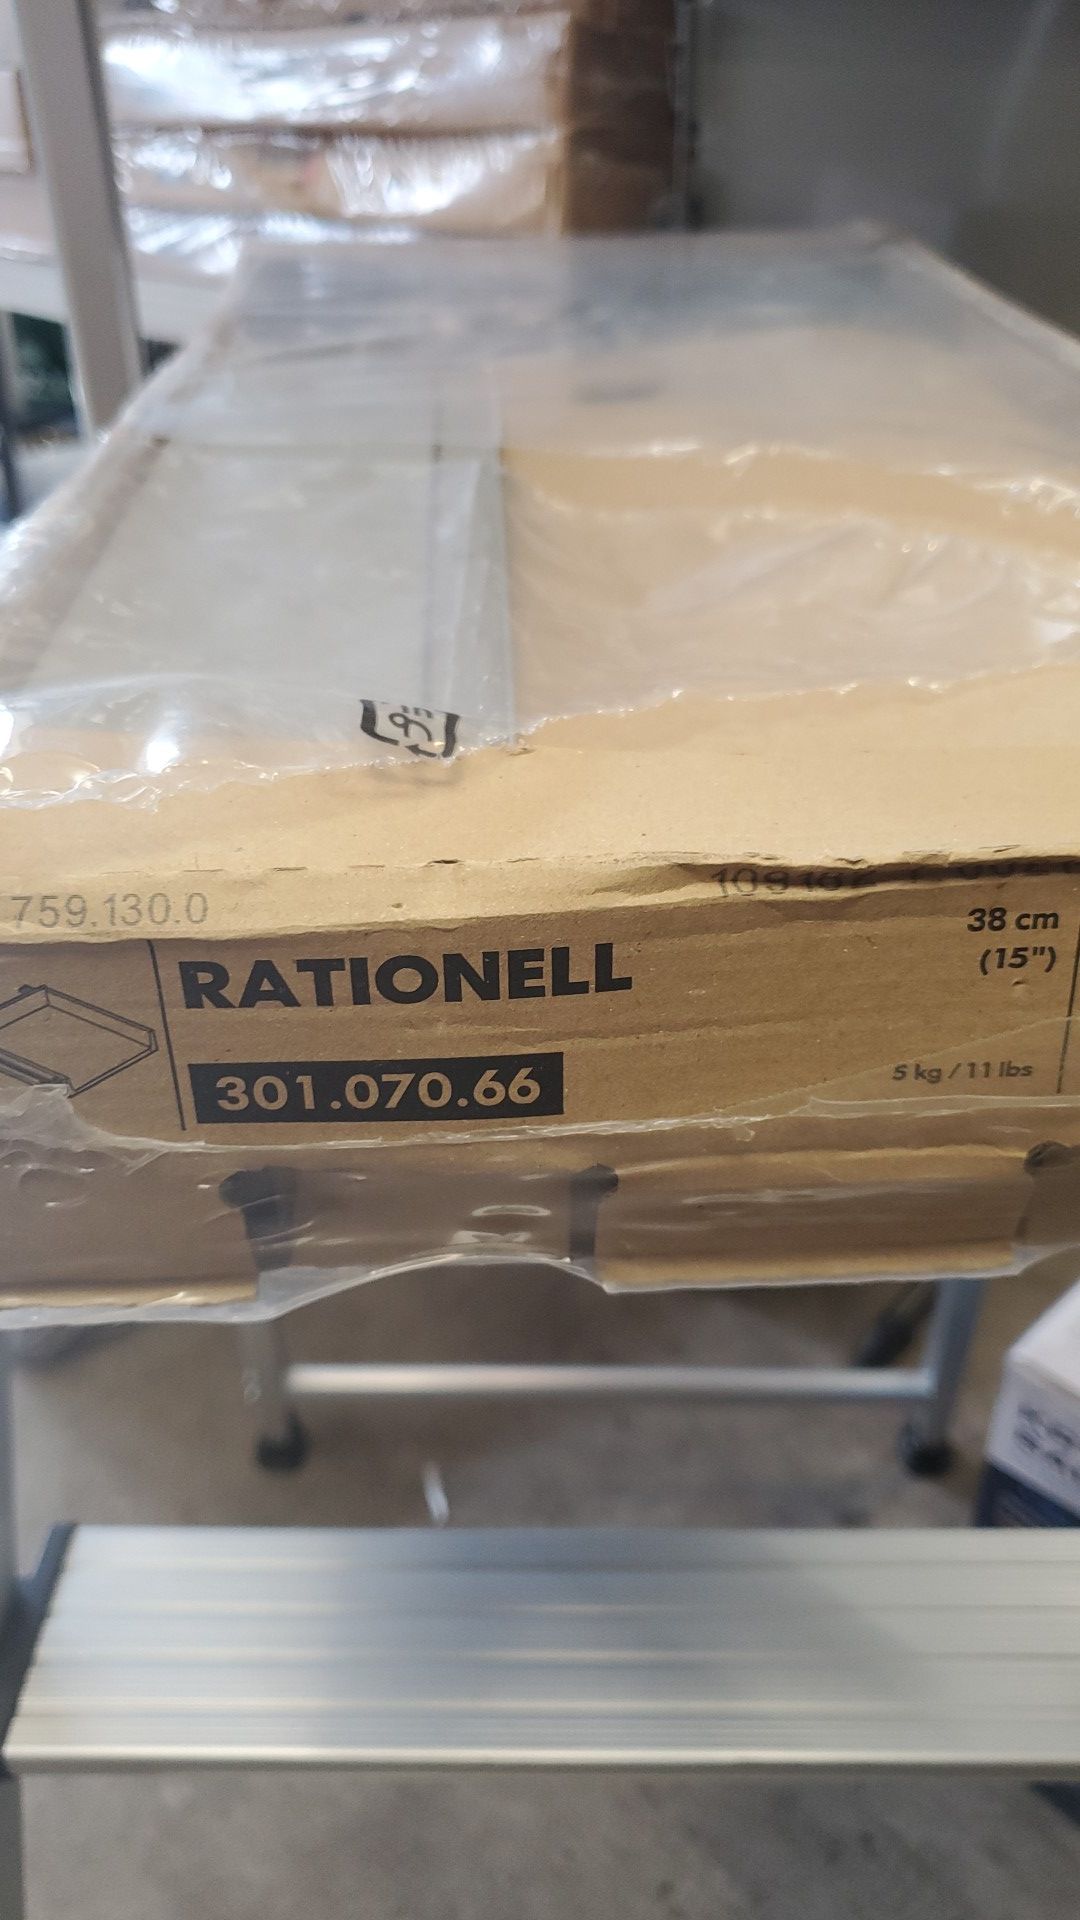 759.130.0
38 cm
(15")
RATIONELL
301.070.66
5 kg / 11 lbs